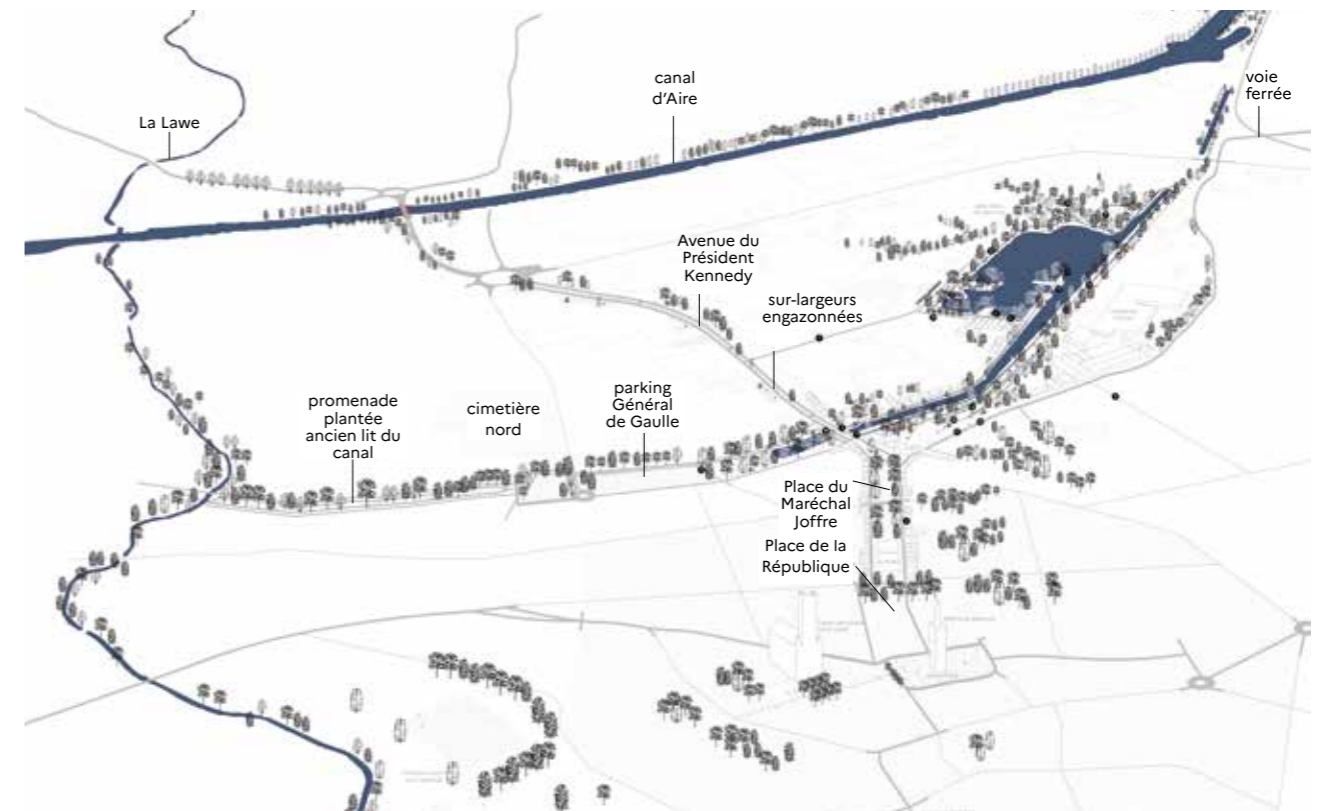 canal
d'Aire
voie
ferrée
La Lawe
Avenue du
Président
Kennedy
sur-largeurs
engazonnées
parking
Général
de Gaulle
promenade
plantée
ancien lit du
canal
cimetière
nord
Place du
Maréchal
Joffre
Place de la
République